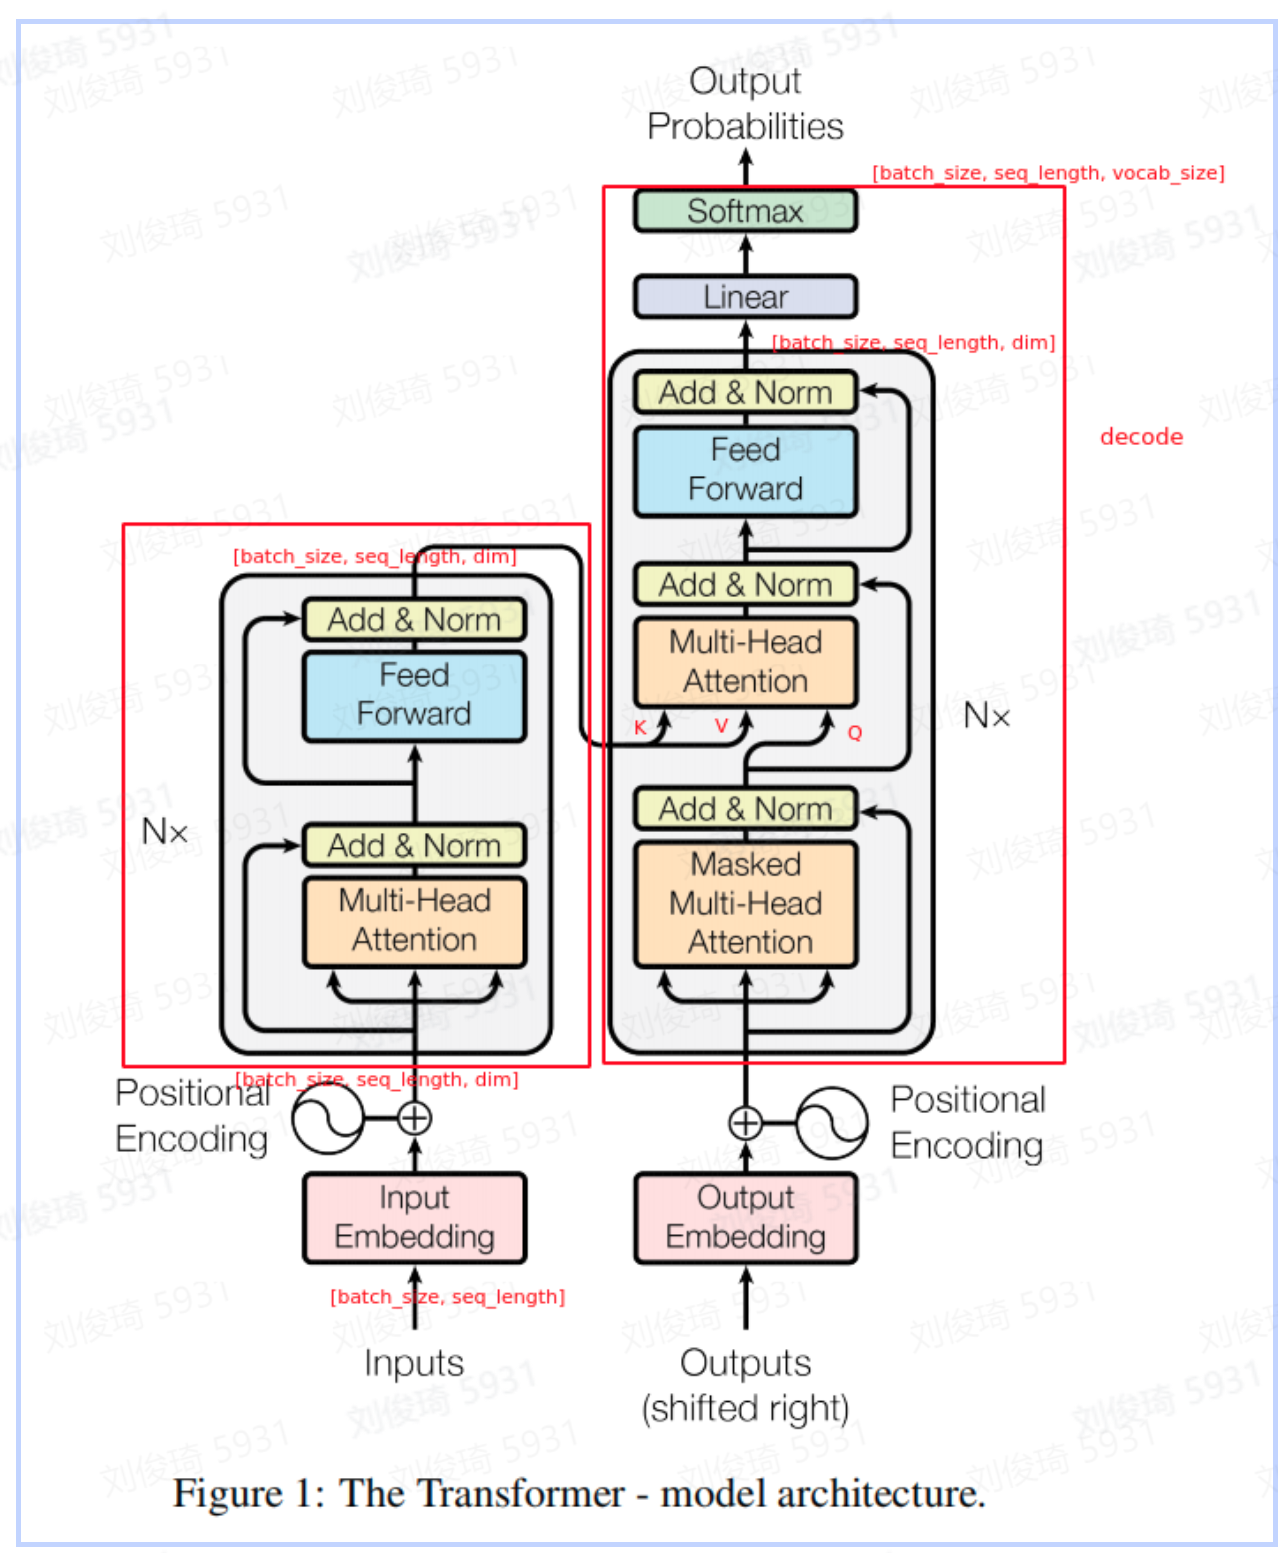 Output
Probabilities
[batch_size, seq_length, vocab_size]
Softmax
Linear
[batch_size, seq_length, dim]
Add & Norm
Feed
Forward
decode
Add & Norm
Multi-Head
Attention
K
V
Q
Nx
Add & Norm
Masked
Multi-Head
Attention
[batch_size, seq_length, dim]
Add & Norm
Feed
Forward
Nx
Add & Norm
Multi-Head
Attention
[batch_size, seq_length, dim]
Positional
Encoding
Positional
Encoding
Input
Embedding
Output
Embedding
[batch_size, seq_length]
Inputs
Outputs
(shifted right)
Figure 1: The Transformer - model architecture.
刘俊琦 5931